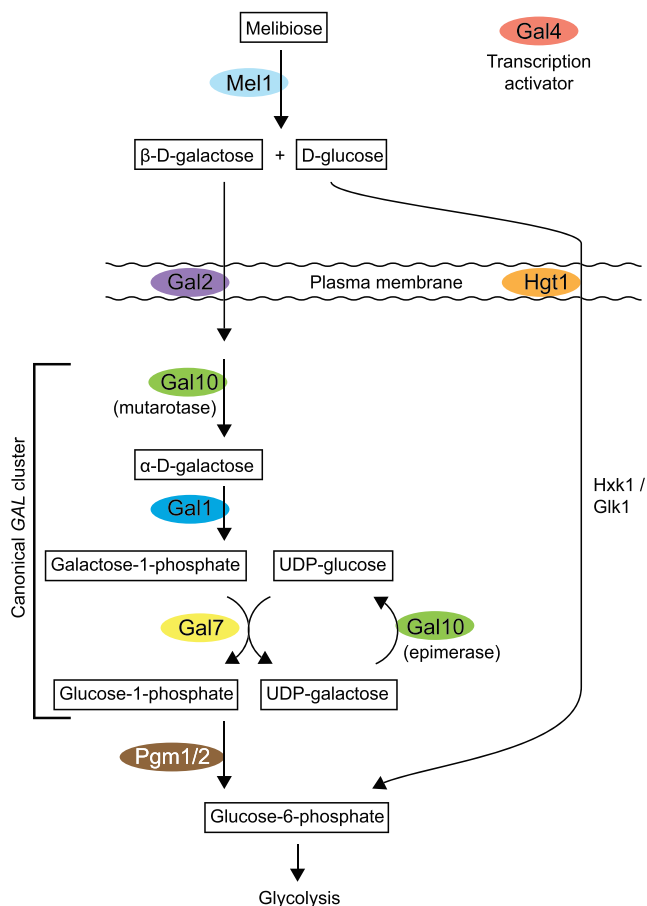 Melibiose
Gal4
Transcription
activator
Mel1
β-D-galactose + D-glucose
Gal2
Plasma membrane
Hgt1
Canonical GAL cluster
Gal10
(mutarotase)
α-D-galactose
Gal1
Hxk1 /
Glk1
Galactose-1-phosphate
UDP-glucose
Gal7
Gal10
(epimerase)
Glucose-1-phosphate
UDP-galactose
Pgm1/2
Glucose-6-phosphate
Glycolysis